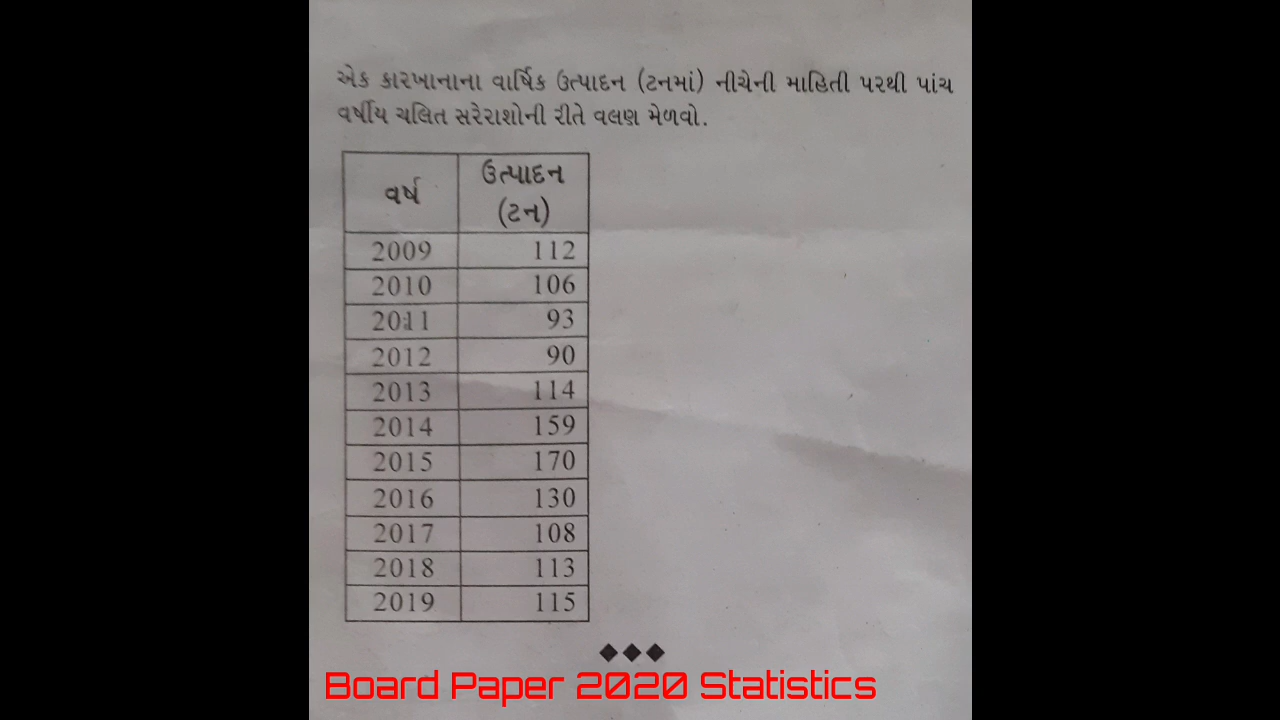 એક કારખાનાના વાર્ષિક ઉત્પાદન (ટનમાં) નીચેની માહિતી પરથી પાંચ
વર્ષીય ચલિત સરેરાશોની રીતે વલણ મેળવો.
વર્ષ ઉત્પાદન (ટન)
2009 112
2010 106
2011 93
2012 90
2013 114
2014 159
2015 170
2016 130
2017 108
2018 113
2019 115
Board Paper 2020 Statistics